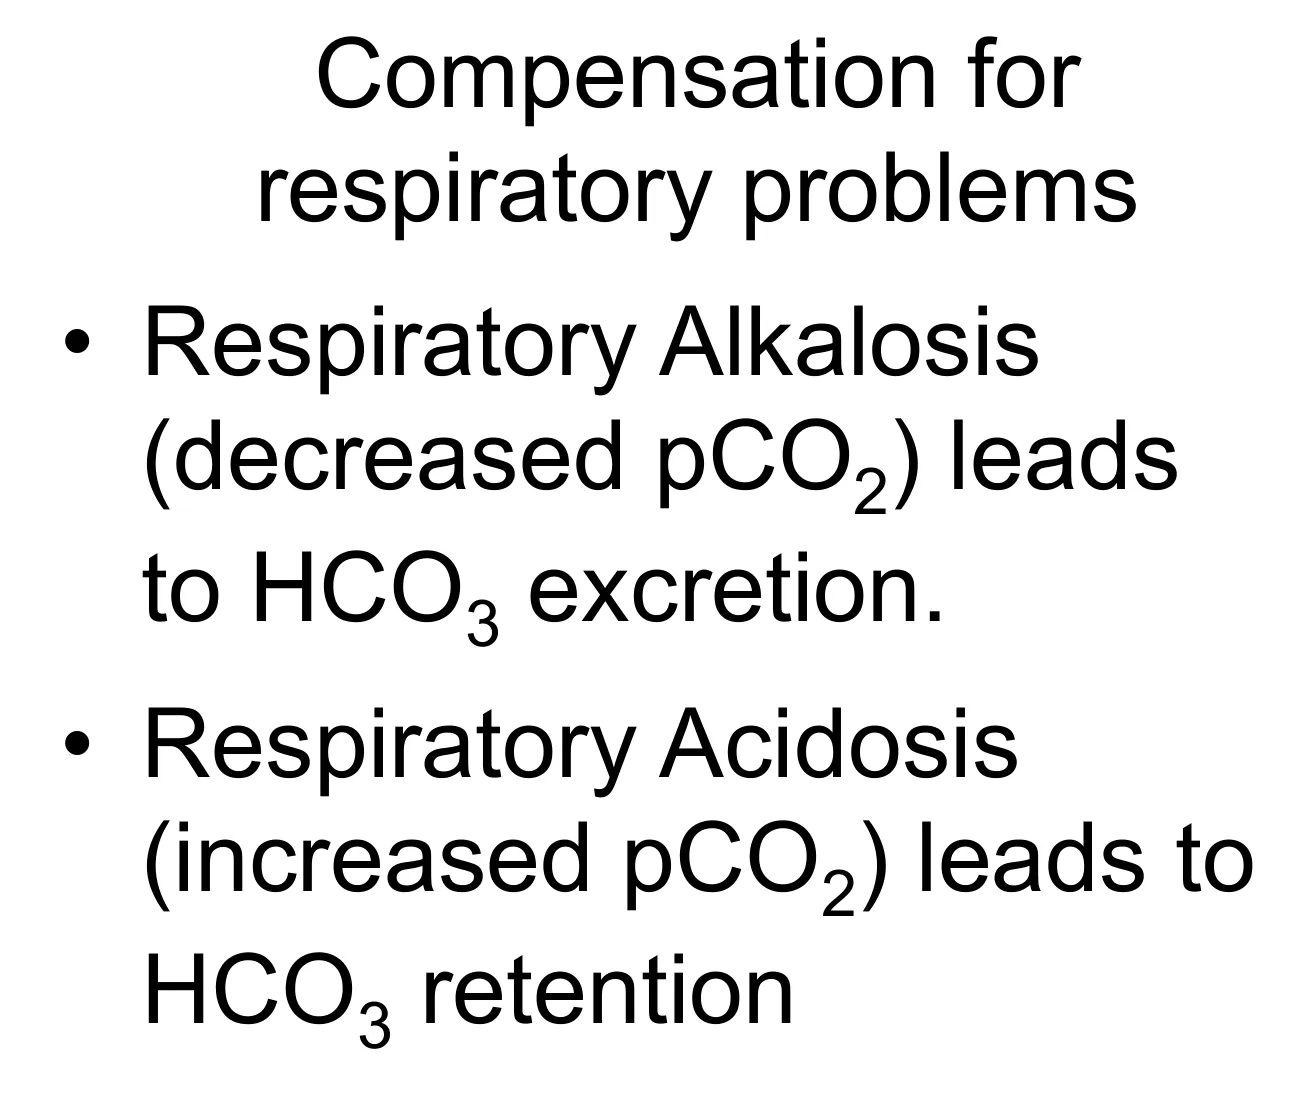 Compensation for
respiratory problems
• Respiratory Alkalosis
(decreased pCO₂) leads
to HCO₃ excretion.
• Respiratory Acidosis
(increased pCO₂) leads to
HCO₃ retention